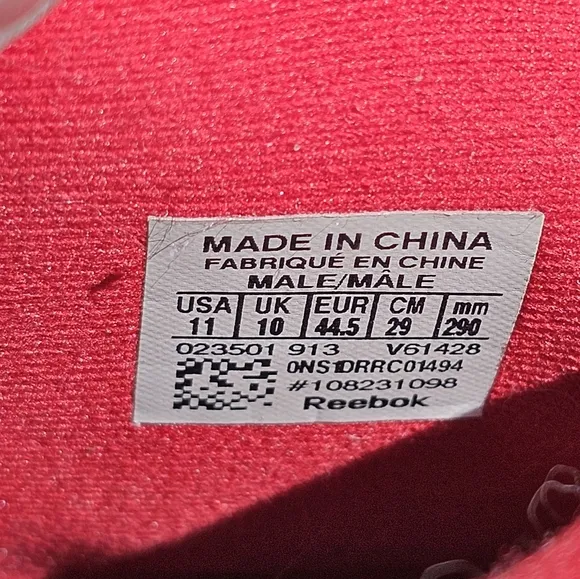 MADE IN CHINA
FABRIQUÉ EN CHINE
MALE/MÂLE
USA UK EUR CM mm
11 10 44.5 29 290
023501 913 V61428
0NS1DRRC01494
#108231098
Reebok